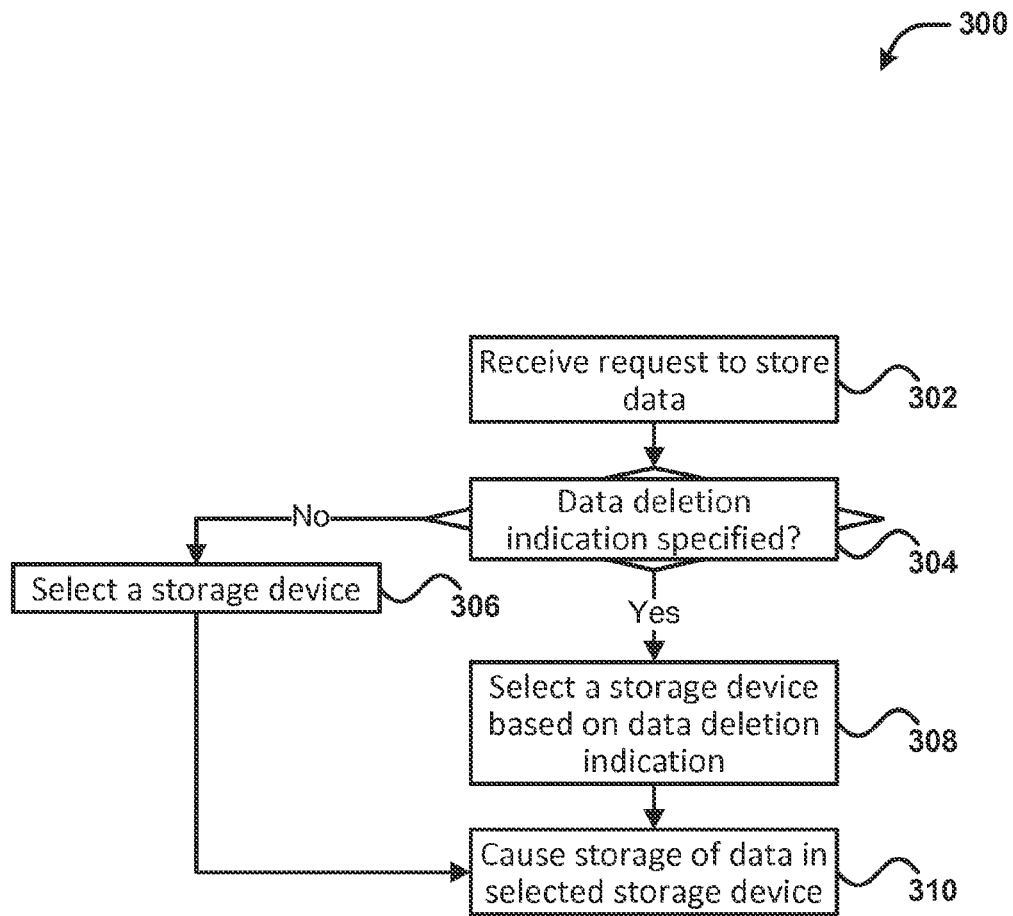 300
Receive request to store
data
302
Data deletion
indication specified?
304
No
Select a storage device
306
Yes
Select a storage device
based on data deletion
indication
308
Cause storage of data in
selected storage device
310